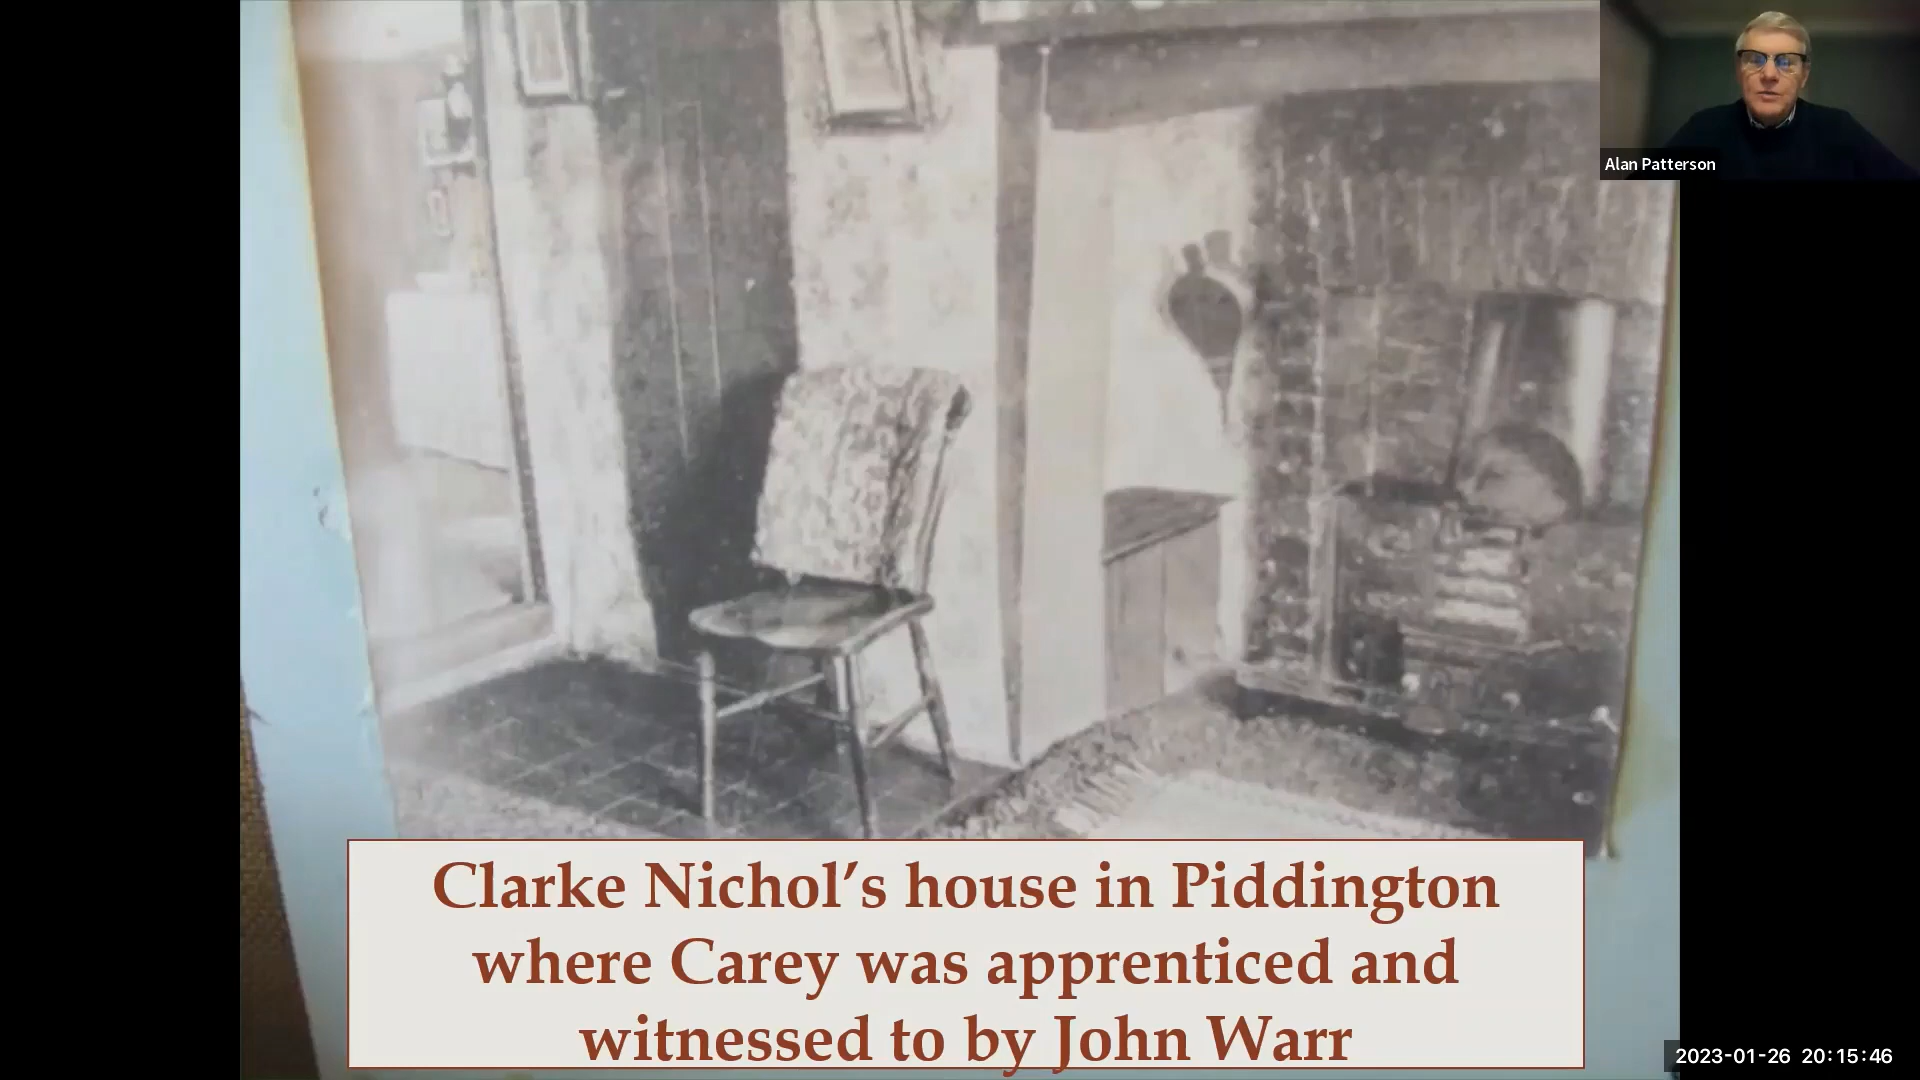 Alan Patterson
Clarke Nichol’s house in Piddington
where Carey was apprenticed and
witnessed to by John Warr
2023-01-26 20:15:46